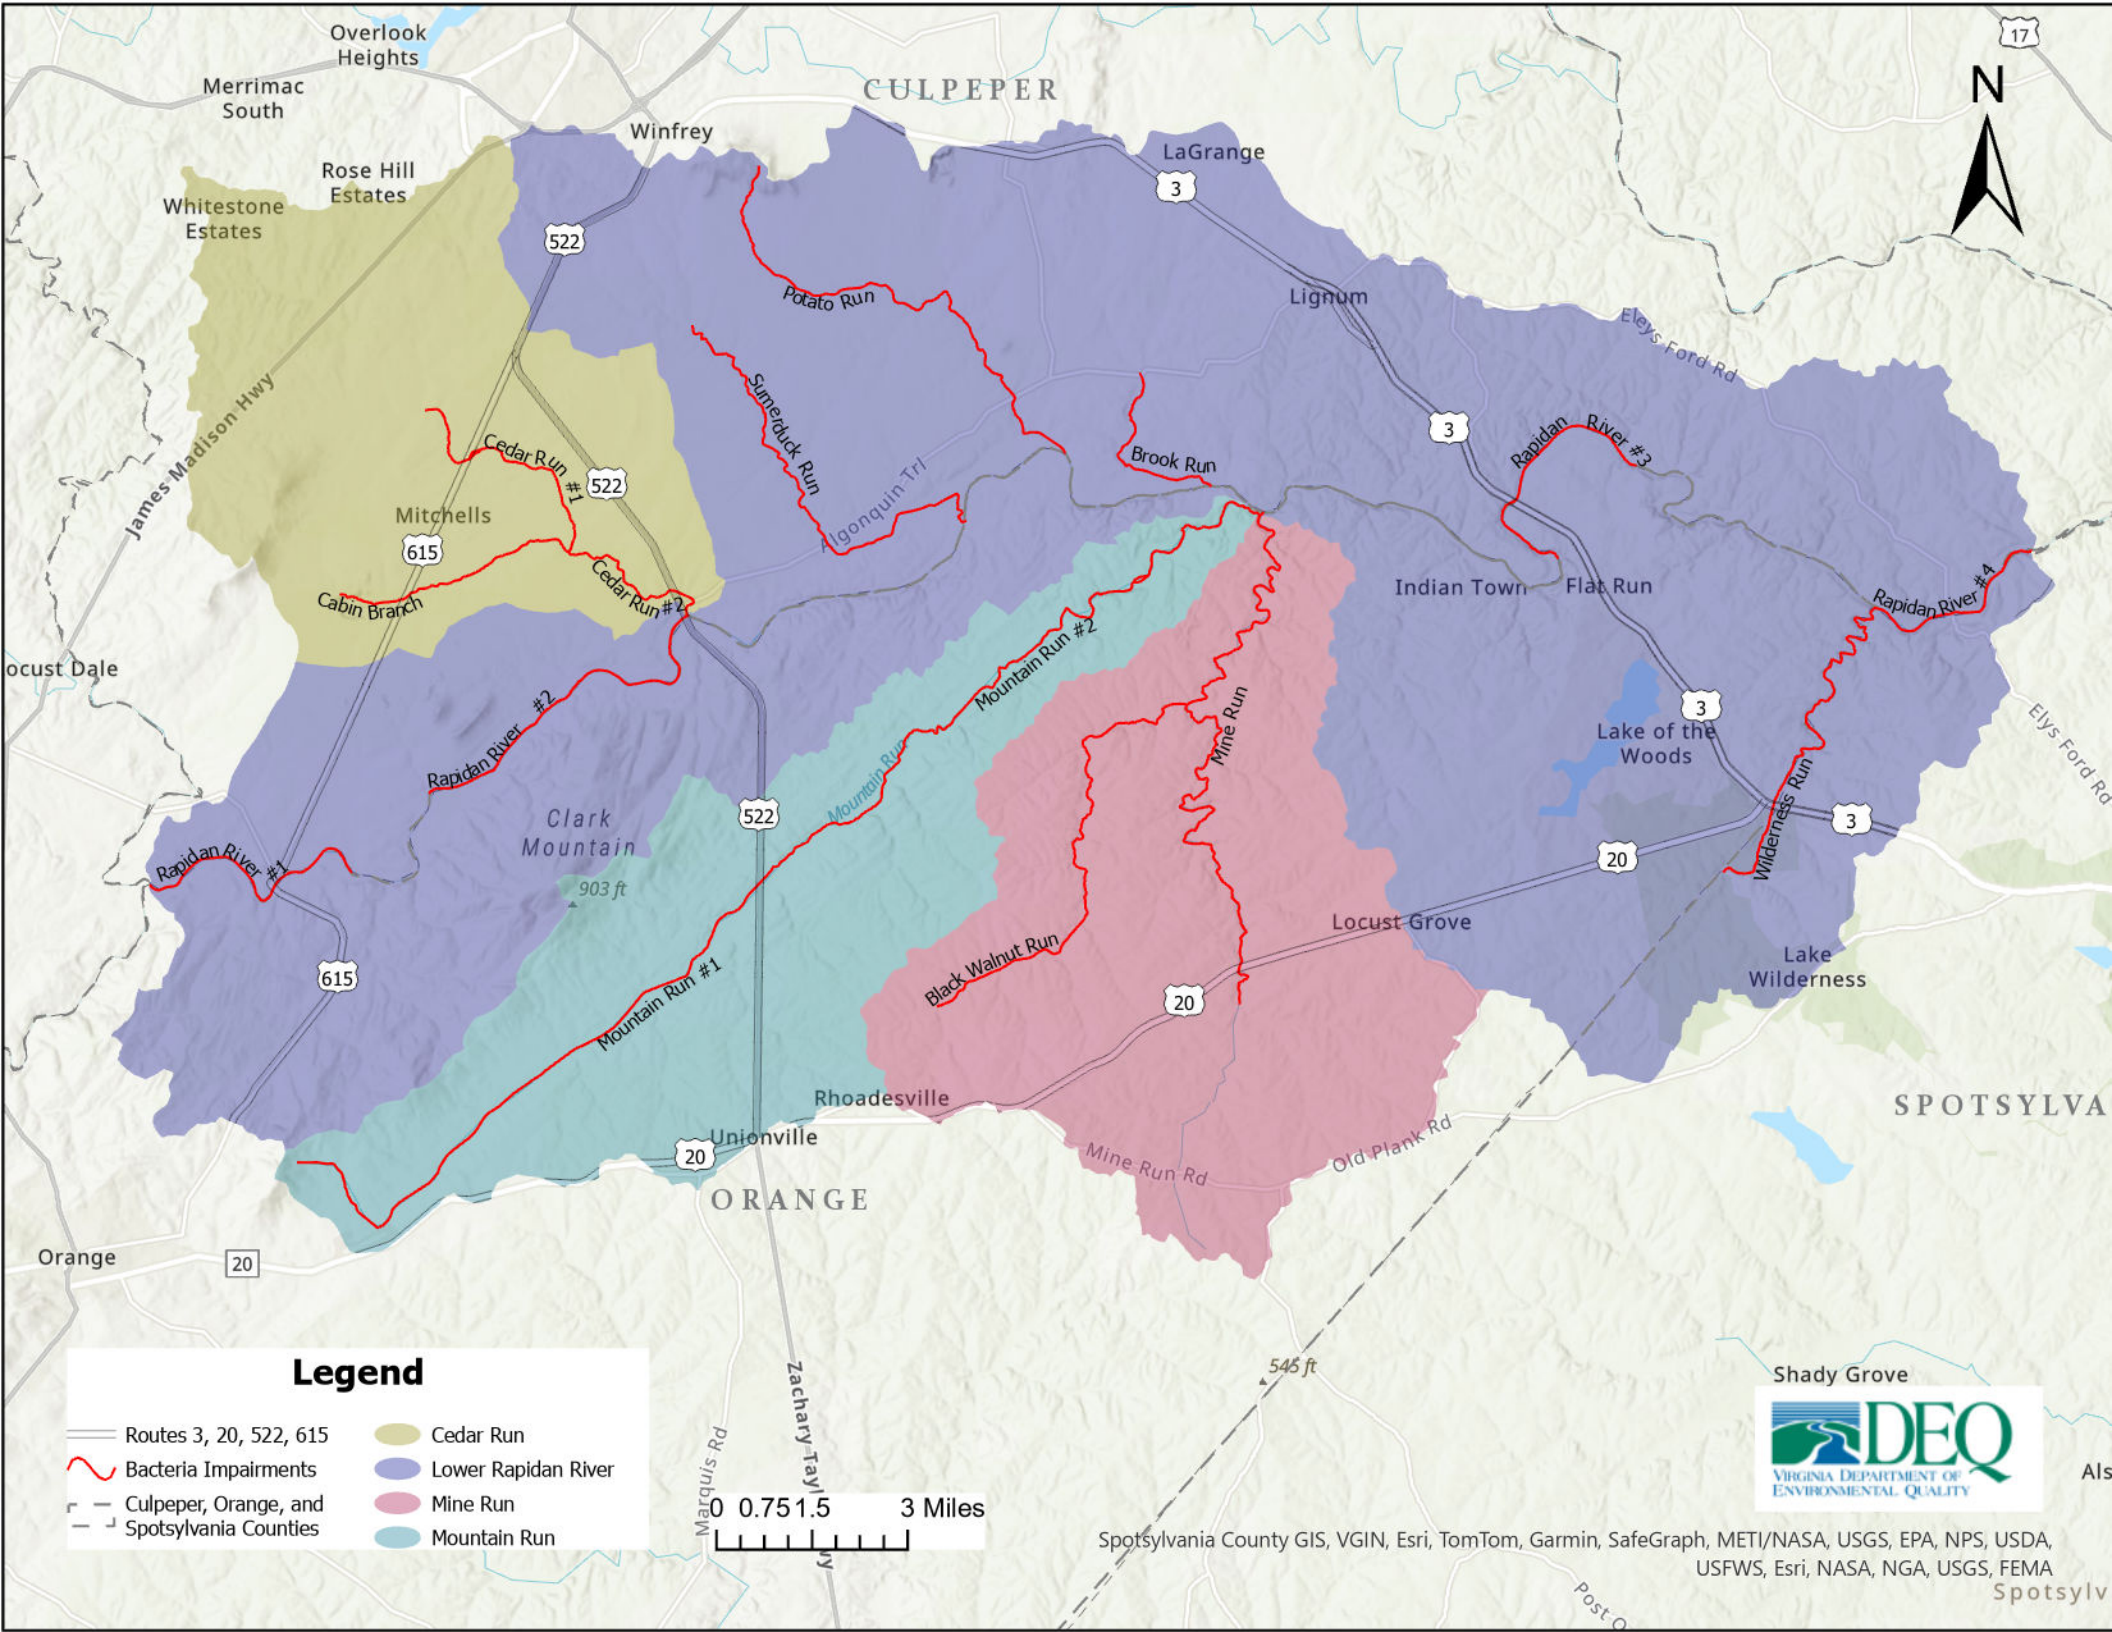 Overlook
Heights
17
Merrimac
South
CULPEPER
N
Winfrey
LaGrange
Rose Hill
Estates
3
Whitestone
Estates
522
Potato Run
Lignum
Eleys Ford Rd
James Madison Hwy
Sumerduck Run
Cedar Run #1
3
Rapidan River #3
522
Brook Run
Algonquin Trl
Mitchells
615
Cabin Branch
Cedar Run #2
Indian Town
Flat Run
Rapidan River #4
ocust Dale
Mountain Run #2
Rapidan River #2
Mine Run
3
Lake of the
Woods
Elys Ford Rd
Mountain Run
Clark
Mountain
522
Wilderness Run
3
Rapidan River #1
903 ft
20
Locust Grove
Black Walnut Run
Mountain Run #1
615
20
Lake
Wilderness
Rhoadesville
SPOTSYLVA
Unionville
20
Mine Run Rd
Old Plank Rd
ORANGE
Orange
20
545 ft
Shady Grove
Zachary Tayl
wy
Marquis Rd
Legend
Routes 3, 20, 522, 615
Bacteria Impairments
Culpeper, Orange, and
Spotsylvania Counties
Cedar Run
Lower Rapidan River
Mine Run
Mountain Run
0 0.75 1.5 3 Miles
DEQ
VIRGINIA DEPARTMENT OF
ENVIRONMENTAL QUALITY
Als
Spotsylvania County GIS, VGIN, Esri, TomTom, Garmin, SafeGraph, METI/NASA, USGS, EPA, NPS, USDA,
USFWS, Esri, NASA, NGA, USGS, FEMA
Spotsylv
Post O